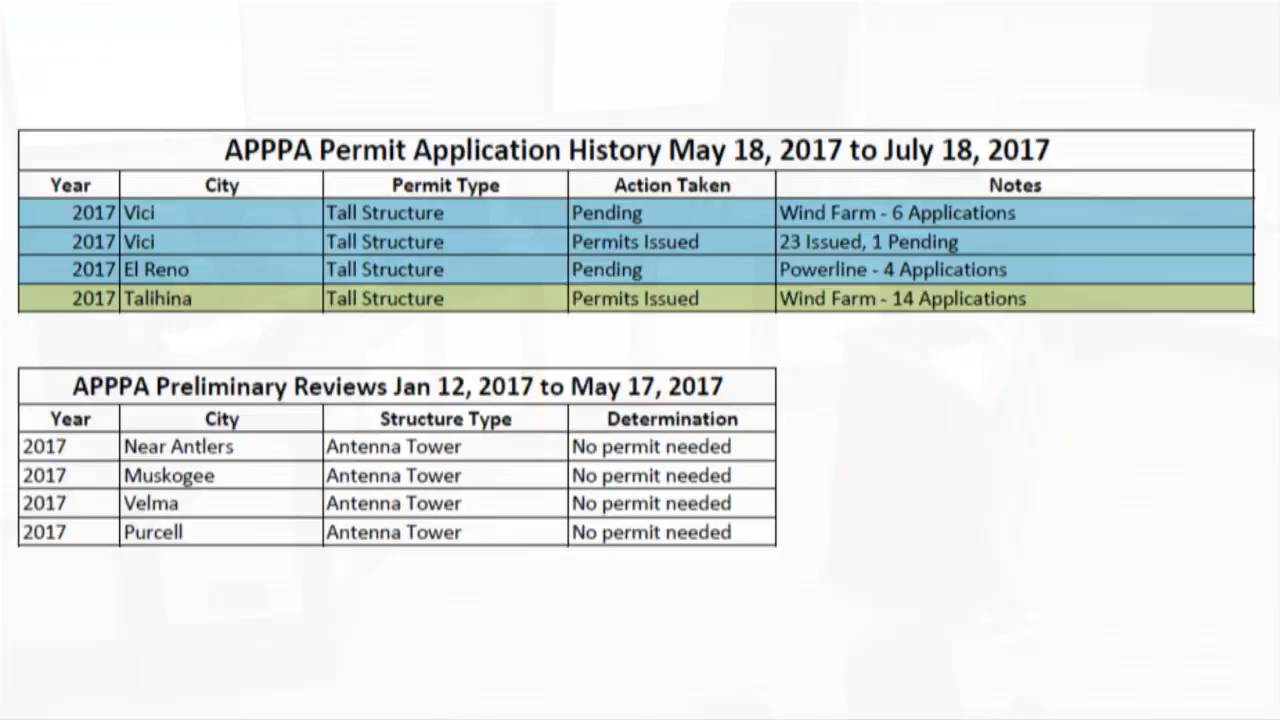 APPPA Permit Application History May 18, 2017 to July 18, 2017
Year City Permit Type Action Taken Notes
2017 Vici Tall Structure Pending Wind Farm - 6 Applications
2017 Vici Tall Structure Permits Issued 23 Issued, 1 Pending
2017 El Reno Tall Structure Pending Powerline - 4 Applications
2017 Talihina Tall Structure Permits Issued Wind Farm - 14 Applications
APPPA Preliminary Reviews Jan 12, 2017 to May 17, 2017
Year City Structure Type Determination
2017 Near Antlers Antenna Tower No permit needed
2017 Muskogee Antenna Tower No permit needed
2017 Velma Antenna Tower No permit needed
2017 Purcell Antenna Tower No permit needed